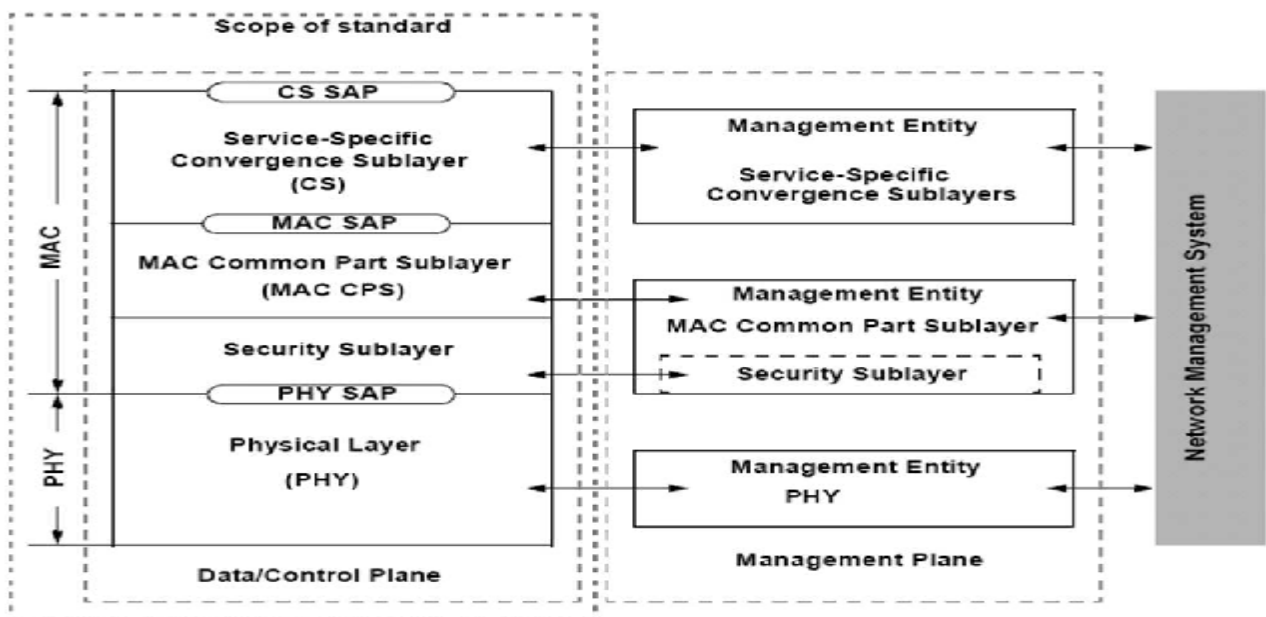 Scope of standard
CS SAP
Service-Specific
Convergence Sublayer
(CS)
MAC SAP
MAC Common Part Sublayer
(MAC CPS)
Security Sublayer
PHY SAP
Physical Layer
(PHY)
Data/Control Plane
MAC
PHY
Management Entity
Service-Specific
Convergence Sublayers
Management Entity
MAC Common Part Sublayer
Security Sublayer
Management Entity
PHY
Management Plane
Network Management System